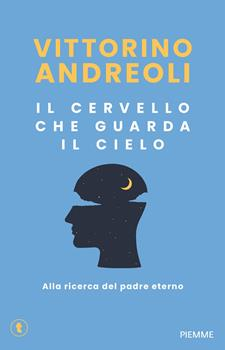 VITTORINO
ANDREOLI
IL CERVELLO
CHE GUARDA
IL CIELO
Alla ricerca del padre eterno
t
PIEMME